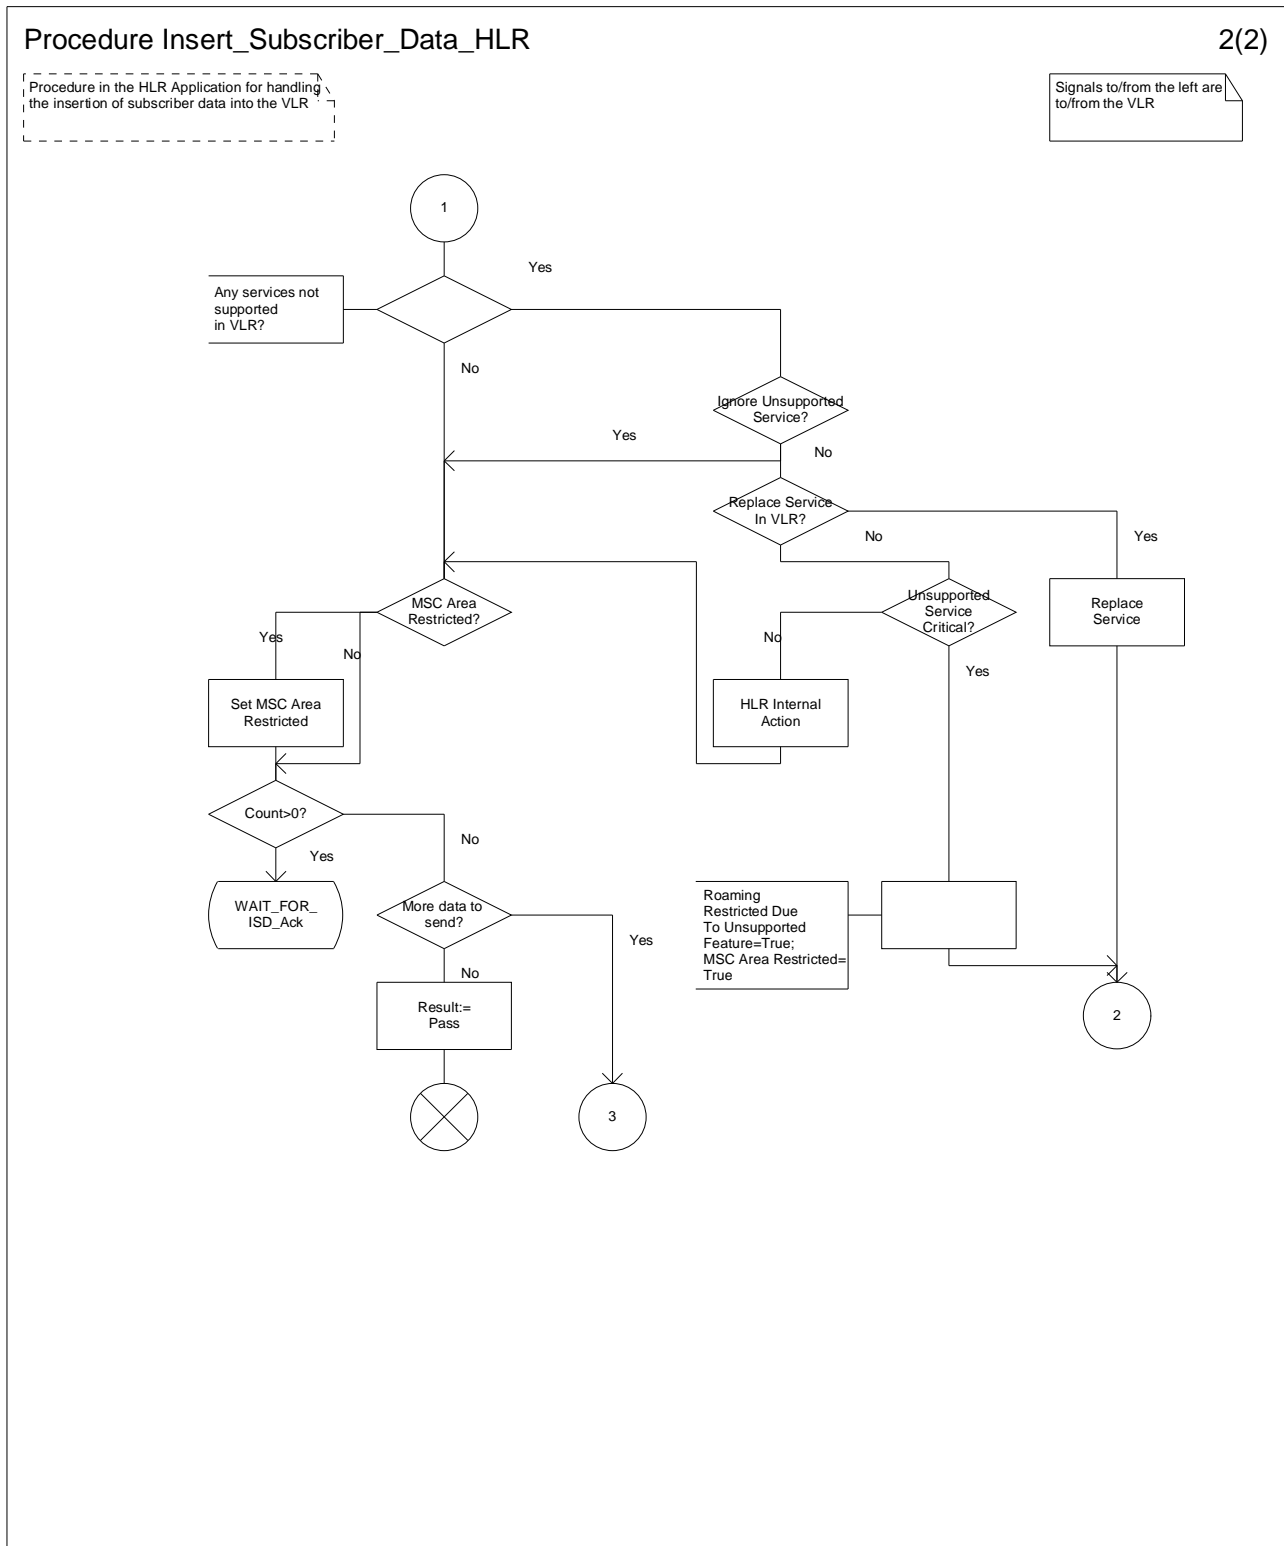 Procedure Insert_Subscriber_Data_HLR
2(2)
Procedure in the HLR Application for handling
the insertion of subscriber data into the VLR
Signals to/from the left are
to/from the VLR
1
Yes
Any services not
supported
in VLR?
No
Ignore Unsupported
Service?
Yes
No
Replace Service
In VLR?
No
Yes
MSC Area
Restricted?
Unsupported
Service
Critical?
Replace
Service
Yes
No
No
Yes
Set MSC Area
Restricted
HLR Internal
Action
Count>0?
No
Yes
WAIT_FOR_
ISD_Ack
More data to
send?
Yes
No
Roaming
Restricted Due
To Unsupported
Feature=True;
MSC Area Restricted=
True
Result:=
Pass
2
3